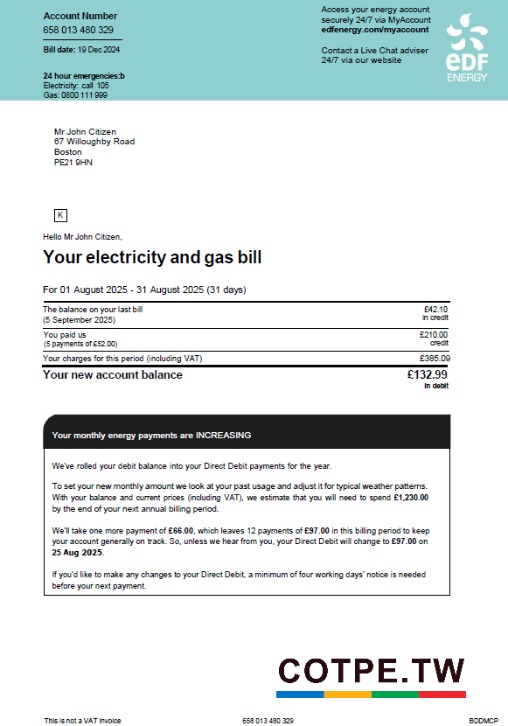 Account Number
658 013 480 329
Bill date: 19 Dec 2024
24 hour emergencies:b
Electricity: call 105
Gas: 0800 111 999
Access your energy account
securely 24/7 via MyAccount
edfenergy.com/myaccount
Contact a Live Chat adviser
24/7 via our website
eDF
ENERGY
Mr John Citizen
67 Willoughby Road
Boston
PE21 9HN
K
Hello Mr John Citizen,
Your electricity and gas bill
For 01 August 2025 - 31 August 2025 (31 days)
The balance on your last bill £42.10
(5 September 2025) in credit
You paid us £210.00
(5 payments of £52.00) credit
Your charges for this period (including VAT) £385.09
Your new account balance £132.99
in debit
Your monthly energy payments are INCREASING
We've rolled your debit balance into your Direct Debit payments for the year.
To set your new monthly amount we look at your past usage and adjust it for typical weather patterns.
With your balance and current prices (including VAT), we estimate that you will need to spend £1,230.00
by the end of your next annual billing period.
We'll take one more payment of £66.00, which leaves 12 payments of £97.00 in this billing period to keep
your account generally on track. So, unless we hear from you, your Direct Debit will change to £97.00 on
25 Aug 2025.
If you'd like to make any changes to your Direct Debit, a minimum of four working days' notice is needed
before your next payment.
COTPE.TW
This is not a VAT Invoice 658 013 480 329 BDDMCP